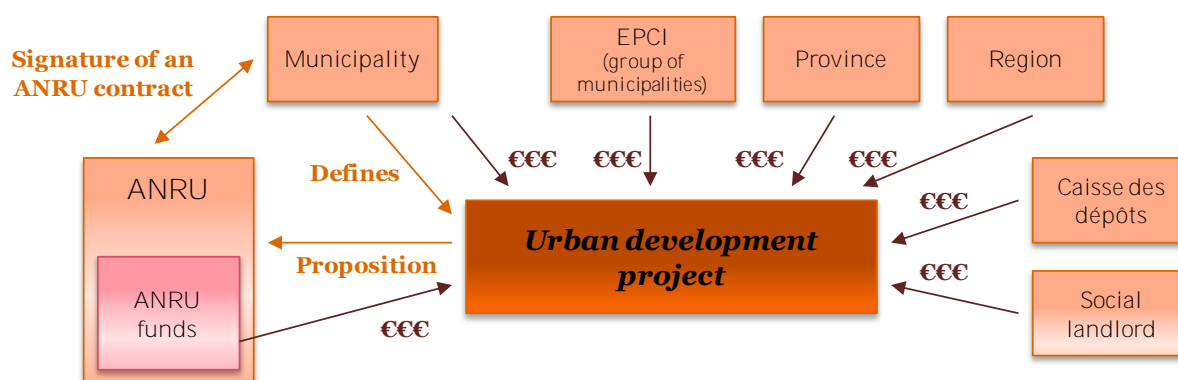 Signature of an
ANRU contract
Municipality
EPCI
(group of
municipalities)
Province
Region
€€€
€€€
€€€
€€€
Defines
ANRU
Caisse des
dépôts
€€€
Urban development
project
Proposition
ANRU
funds
€€€
€€€
Social
landlord